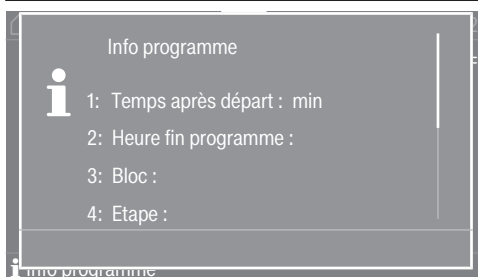 Info programme
1: Temps après départ : min
2: Heure fin programme :
3: Bloc :
4: Etape :
Info programme